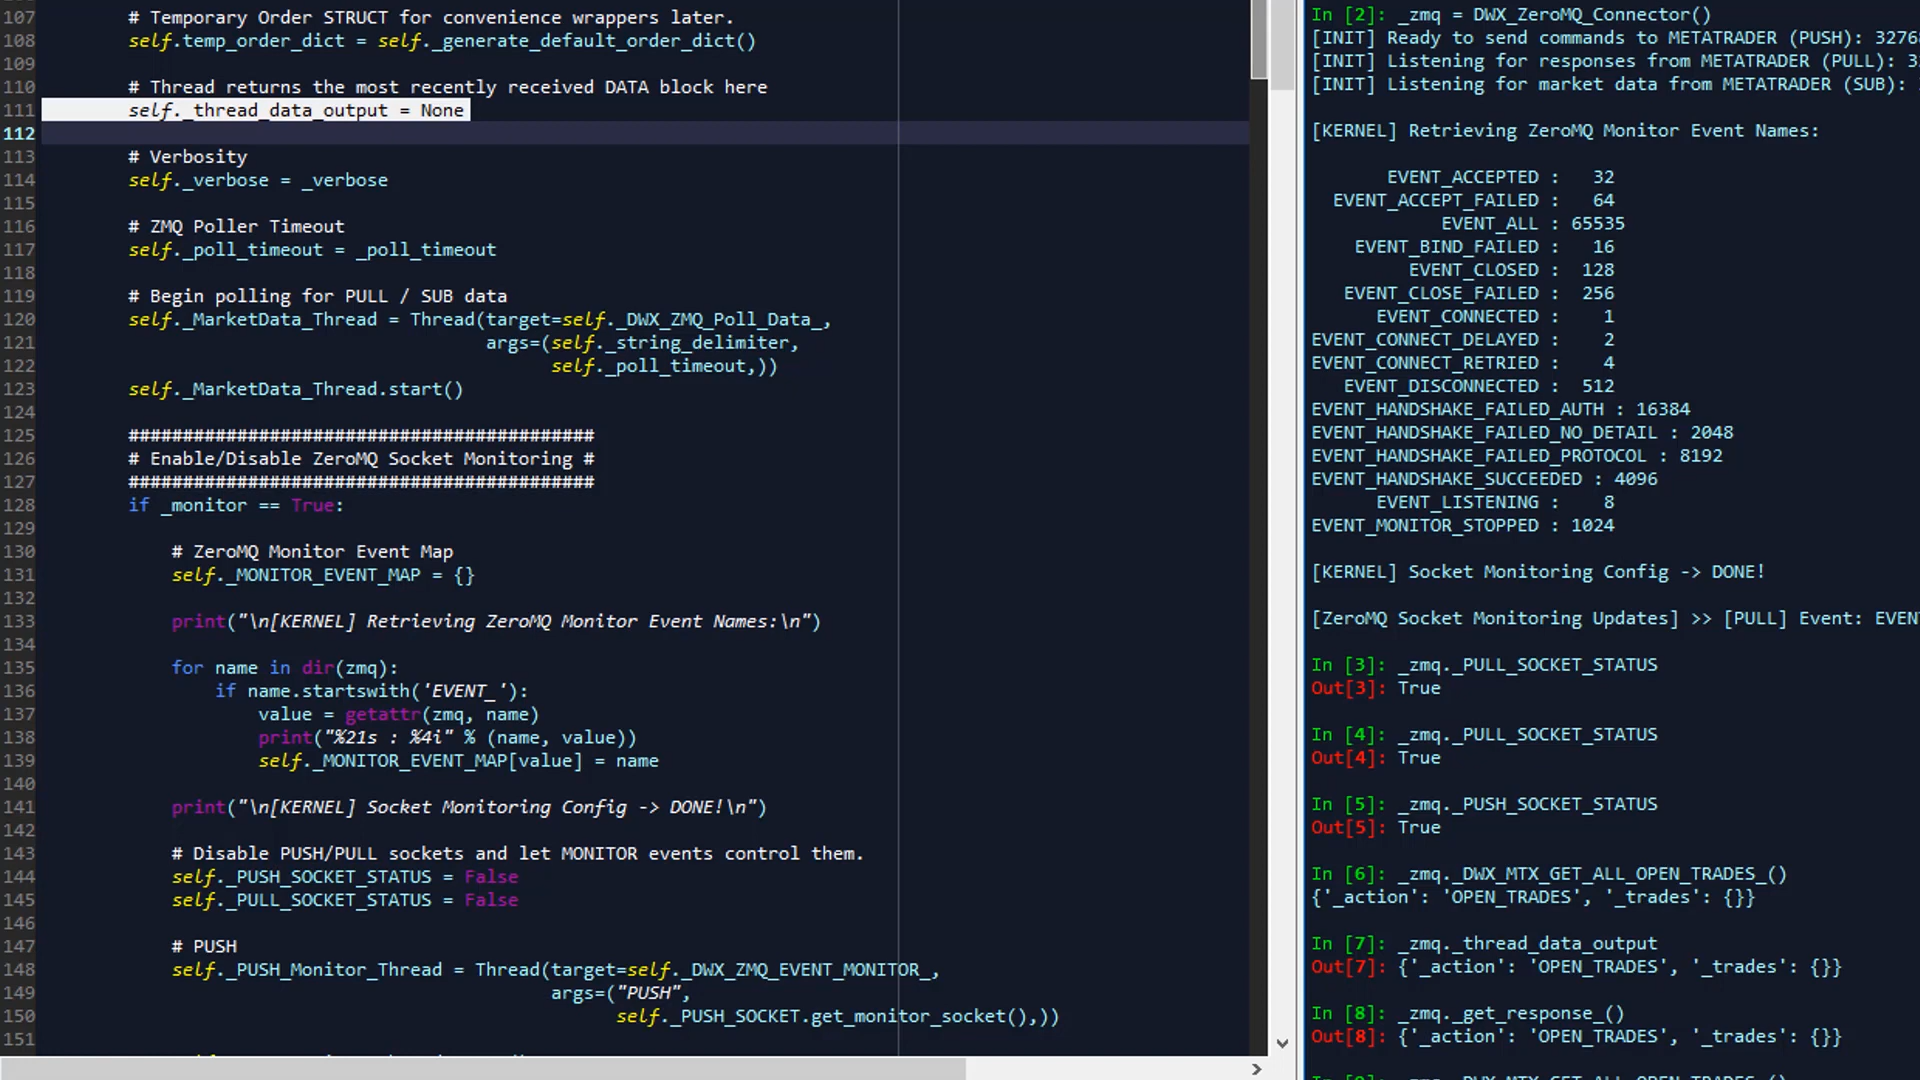 107 # Temporary Order STRUCT for convenience wrappers later.
108 self.temp_order_dict = self._generate_default_order_dict()
109
110 # Thread returns the most recently received DATA block here
111 self._thread_data_output = None
112
113 # Verbosity
114 self._verbose = _verbose
115
116 # ZMQ Poller Timeout
117 self._poll_timeout = _poll_timeout
118
119 # Begin polling for PULL / SUB data
120 self._MarketData_Thread = Thread(target=self._DWX_ZMQ_Poll_Data_,
121 args=(self._string_delimiter,
122 self._poll_timeout,))
123 self._MarketData_Thread.start()
124
125 ###########################################
126 # Enable/Disable ZeroMQ Socket Monitoring #
127 ###########################################
128 if _monitor == True:
129
130 # ZeroMQ Monitor Event Map
131 self._MONITOR_EVENT_MAP = {}
132
133 print("\n[KERNEL] Retrieving ZeroMQ Monitor Event Names:\n")
134
135 for name in dir(zmq):
136 if name.startswith('EVENT_'):
137 value = getattr(zmq, name)
138 print("%21s : %4i" % (name, value))
139 self._MONITOR_EVENT_MAP[value] = name
140
141 print("\n[KERNEL] Socket Monitoring Config -> DONE!\n")
142
143 # Disable PUSH/PULL sockets and let MONITOR events control them.
144 self._PUSH_SOCKET_STATUS = False
145 self._PULL_SOCKET_STATUS = False
146
147 # PUSH
148 self._PUSH_Monitor_Thread = Thread(target=self._DWX_ZMQ_EVENT_MONITOR_,
149 args=("PUSH",
150 self._PUSH_SOCKET.get_monitor_socket(),))
151
In [2]: _zmq = DWX_ZeroMQ_Connector()
[INIT] Ready to send commands to METATRADER (PUSH): 3276
[INIT] Listening for responses from METATRADER (PULL): 3
[INIT] Listening for market data from METATRADER (SUB):
[KERNEL] Retrieving ZeroMQ Monitor Event Names:
EVENT_ACCEPTED : 32
EVENT_ACCEPT_FAILED : 64
EVENT_ALL : 65535
EVENT_BIND_FAILED : 16
EVENT_CLOSED : 128
EVENT_CLOSE_FAILED : 256
EVENT_CONNECTED : 1
EVENT_CONNECT_DELAYED : 2
EVENT_CONNECT_RETRIED : 4
EVENT_DISCONNECTED : 512
EVENT_HANDSHAKE_FAILED_AUTH : 16384
EVENT_HANDSHAKE_FAILED_NO_DETAIL : 2048
EVENT_HANDSHAKE_FAILED_PROTOCOL : 8192
EVENT_HANDSHAKE_SUCCEEDED : 4096
EVENT_LISTENING : 8
EVENT_MONITOR_STOPPED : 1024
[KERNEL] Socket Monitoring Config -> DONE!
[ZeroMQ Socket Monitoring Updates] >> [PULL] Event: EVEN
In [3]: _zmq._PULL_SOCKET_STATUS
Out[3]: True
In [4]: _zmq._PULL_SOCKET_STATUS
Out[4]: True
In [5]: _zmq._PUSH_SOCKET_STATUS
Out[5]: True
In [6]: _zmq._DWX_MTX_GET_ALL_OPEN_TRADES_()
{'_action': 'OPEN_TRADES', '_trades': {}}
In [7]: _zmq._thread_data_output
Out[7]: {'_action': 'OPEN_TRADES', '_trades': {}}
In [8]: _zmq._get_response_()
Out[8]: {'_action': 'OPEN_TRADES', '_trades': {}}